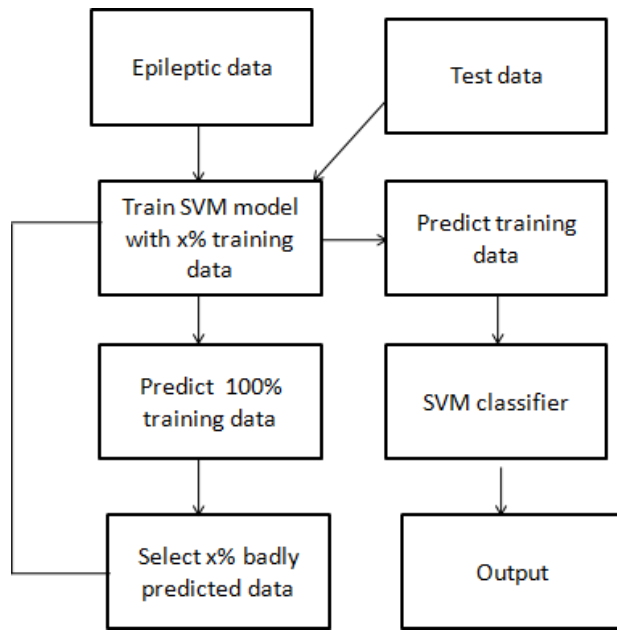 Epileptic data
Test data
Train SVM model
with x% training
data
Predict training
data
Predict 100%
training data
SVM classifier
Select x% badly
predicted data
Output